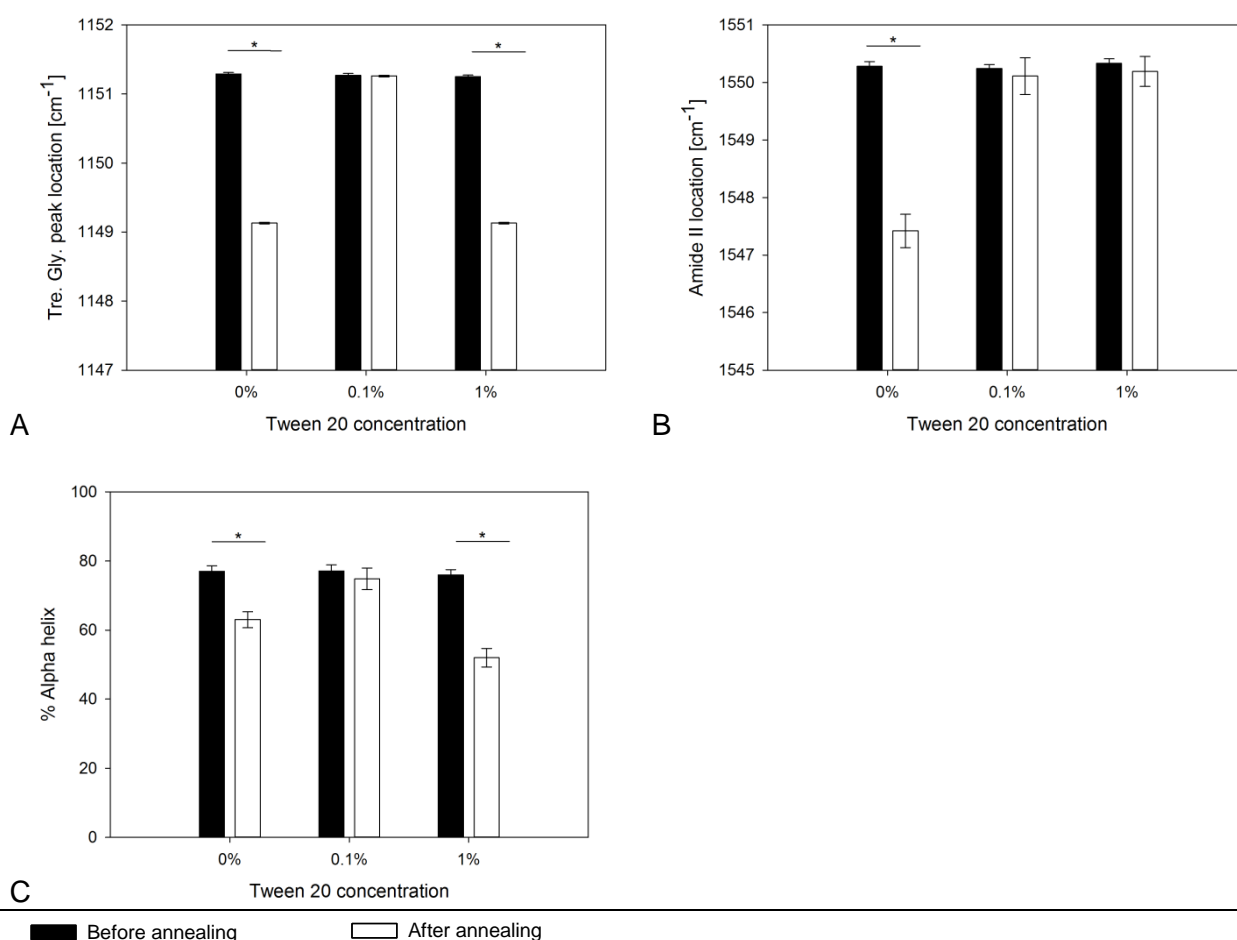 1152
1151
1150
1149
1148
1147
Tre. Gly. peak location [cm-1]
*
*
0% 0.1% 1%
Tween 20 concentration
A
1551
1550
1549
1548
1547
1546
1545
Amide II location [cm-1]
*
0% 0.1% 1%
Tween 20 concentration
B
100
80
60
40
20
0
% Alpha helix
*
*
0% 0.1% 1%
Tween 20 concentration
C
Before annealing After annealing